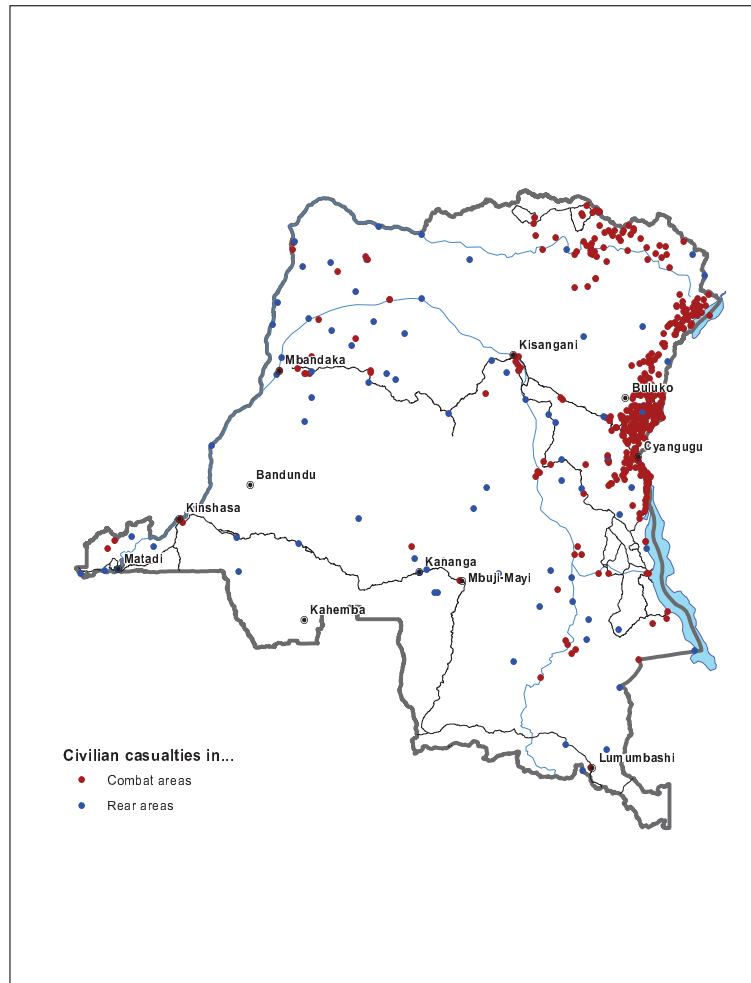 Kisangani
Mbandaka
Buluko
Cyangugu
Bandundu
Kinshasa
Matadi
Kananga
Mbuji-Mayi
Kahemba
Civilian casualties in...
Combat areas
Rear areas
Lumumbashi